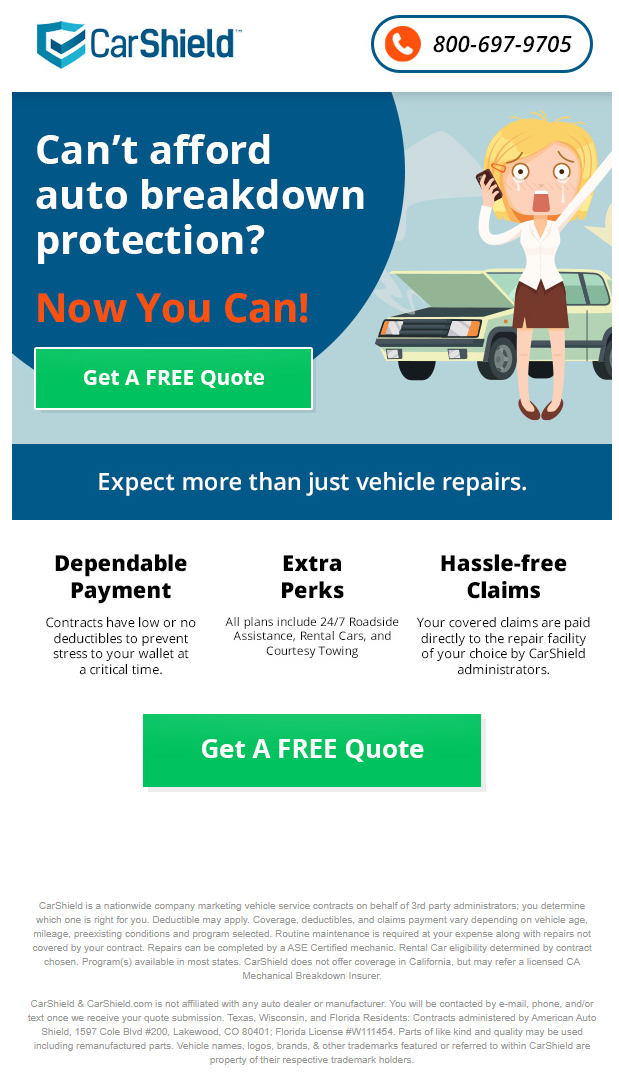 CarShield™
800-697-9705
Can't afford
auto breakdown
protection?
Now You Can!
Get A FREE Quote
Expect more than just vehicle repairs.
Dependable
Payment
Contracts have low or no
deductibles to prevent
stress to your wallet at
a critical time.
Extra
Perks
All plans include 24/7 Roadside
Assistance, Rental Cars, and
Courtesy Towing
Hassle-free
Claims
Your covered claims are paid
directly to the repair facility
of your choice by CarShield
administrators.
Get A FREE Quote
CarShield is a nationwide company marketing vehicle service contracts on behalf of 3rd party administrators; you determine
which one is right for you. Deductible may apply. Coverage, deductibles, and claims payment vary depending on vehicle age,
mileage, preexisting conditions and program selected. Routine maintenance is required at your expense along with repairs not
covered by your contract. Repairs can be completed by a ASE Certified mechanic. Rental Car eligibility determined by contract
chosen. Program(s) available in most states. CarShield does not offer coverage in California, but may refer a licensed CA
Mechanical Breakdown Insurer.
CarShield & CarShield.com is not affiliated with any auto dealer or manufacturer. You will be contacted by e-mail, phone, and/or
text once we receive your quote submission. Texas, Wisconsin, and Florida Residents: Contracts administered by American Auto
Shield, 1597 Cole Blvd #200, Lakewood, CO 80401; Florida License #W111454. Parts of like kind and quality may be used
including remanufactured parts. Vehicle names, logos, brands, & other trademarks featured or referred to within CarShield are
property of their respective trademark holders.